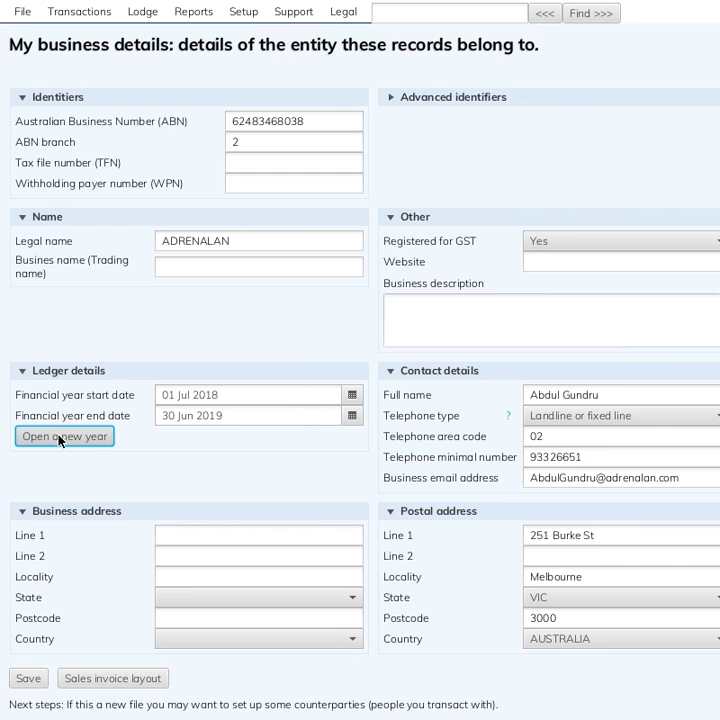 File Transactions Lodge Reports Setup Support Legal <<< Find >>>
My business details: details of the entity these records belong to.
Identifiers
Australian Business Number (ABN) 62483468038
ABN branch 2
Tax file number (TFN)
Withholding payer number (WPN)
Advanced identifiers
Name
Legal name ADRENALAN
Busines name (Trading
name)
Other
Registered for GST Yes
Website
Business description
Ledger details
Financial year start date 01 Jul 2018
Financial year end date 30 Jun 2019
Open a new year
Contact details
Full name Abdul Gundru
Telephone type ? Landline or fixed line
Telephone area code 02
Telephone minimal number 93326651
Business email address AbdulGundru@adrenalan.com
Business address
Line 1
Line 2
Locality
State
Postcode
Country
Postal address
Line 1 251 Burke St
Line 2
Locality Melbourne
State VIC
Postcode 3000
Country AUSTRALIA
Save Sales invoice layout
Next steps: If this a new file you may want to set up some counterparties (people you transact with).